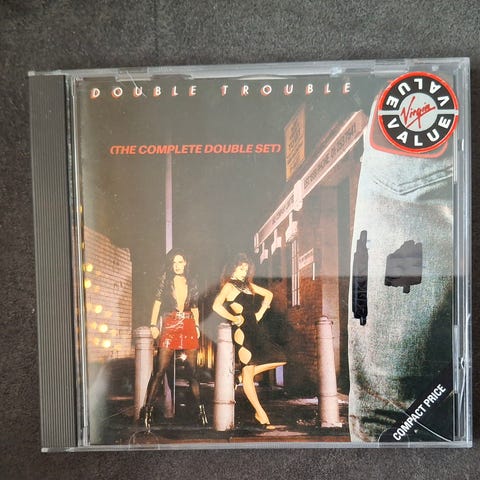 DOUBLE TROUBLE
(THE COMPLETE DOUBLE SET)
VALUE
Virgin
VALUE
COMPACT PRICE